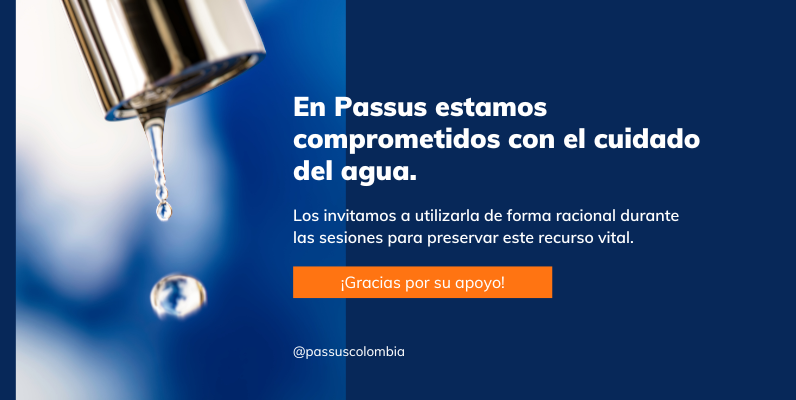 En Passus estamos
comprometidos con el cuidado
del agua.
Los invitamos a utilizarla de forma racional durante
las sesiones para preservar este recurso vital.
¡Gracias por su apoyo!
@passuscolombia